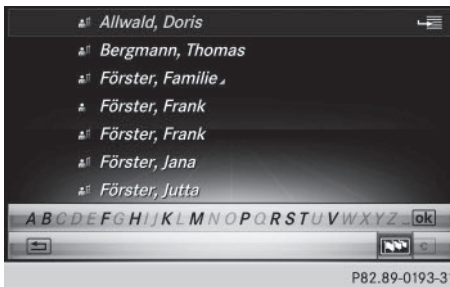 Allwald, Doris
Bergmann, Thomas
Förster, Familie
Förster, Frank
Förster, Frank
Förster, Jana
Förster, Jutta
A B C D E F G H I J K L M N O P Q R S T U V W X Y Z _ ok
c
P82.89-0193-31